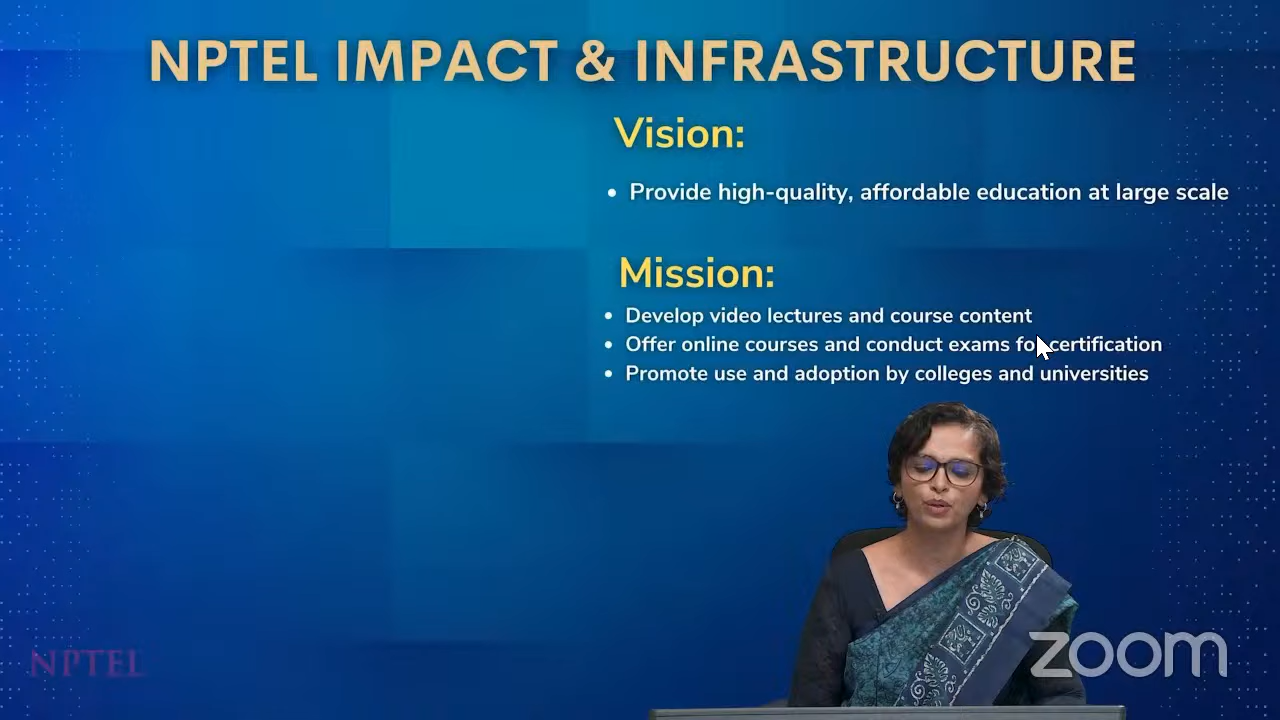 NPTEL IMPACT & INFRASTRUCTURE
Vision:
• Provide high-quality, affordable education at large scale
Mission:
• Develop video lectures and course content
• Offer online courses and conduct exams for certification
• Promote use and adoption by colleges and universities
NPTEL
zoom